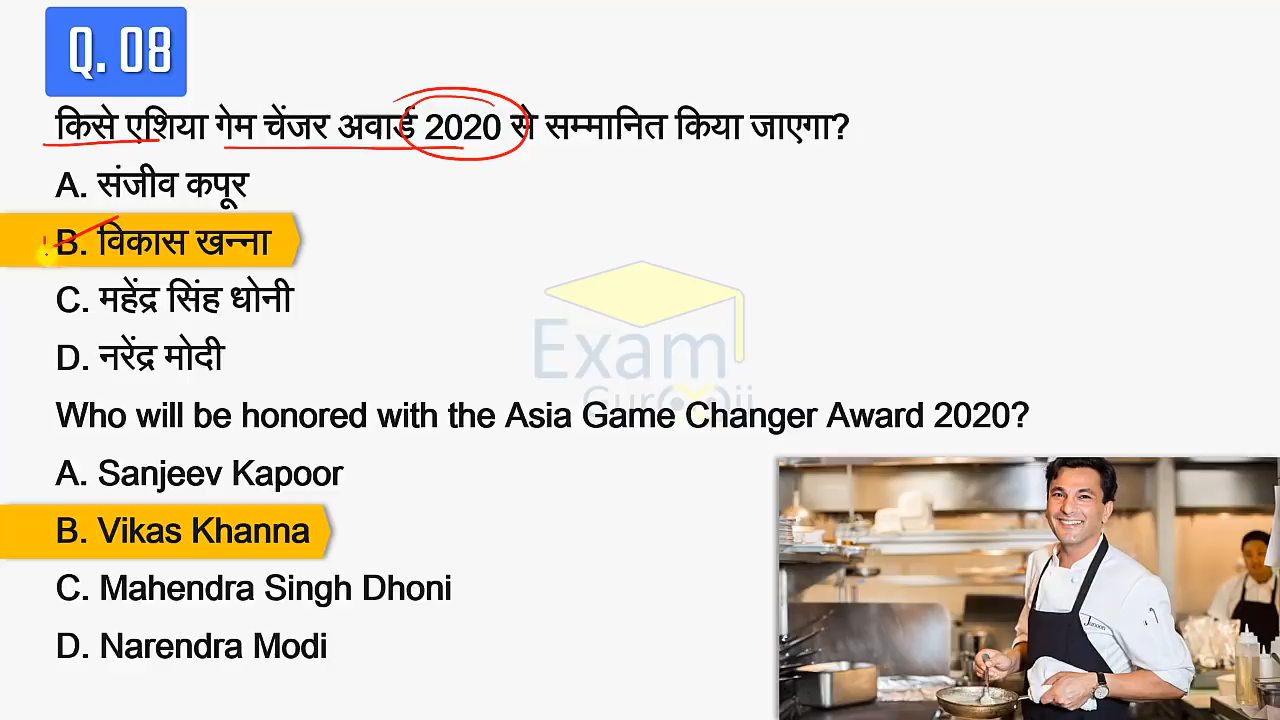 Q. 08
किसे एशिया गेम चेंजर अवार्ड 2020 से सम्मानित किया जाएगा?
A. संजीव कपूर
B. विकास खन्ना
C. महेंद्र सिंह धोनी
D. नरेंद्र मोदी
Exam
Who will be honored with the Asia Game Changer Award 2020?
A. Sanjeev Kapoor
B. Vikas Khanna
C. Mahendra Singh Dhoni
D. Narendra Modi